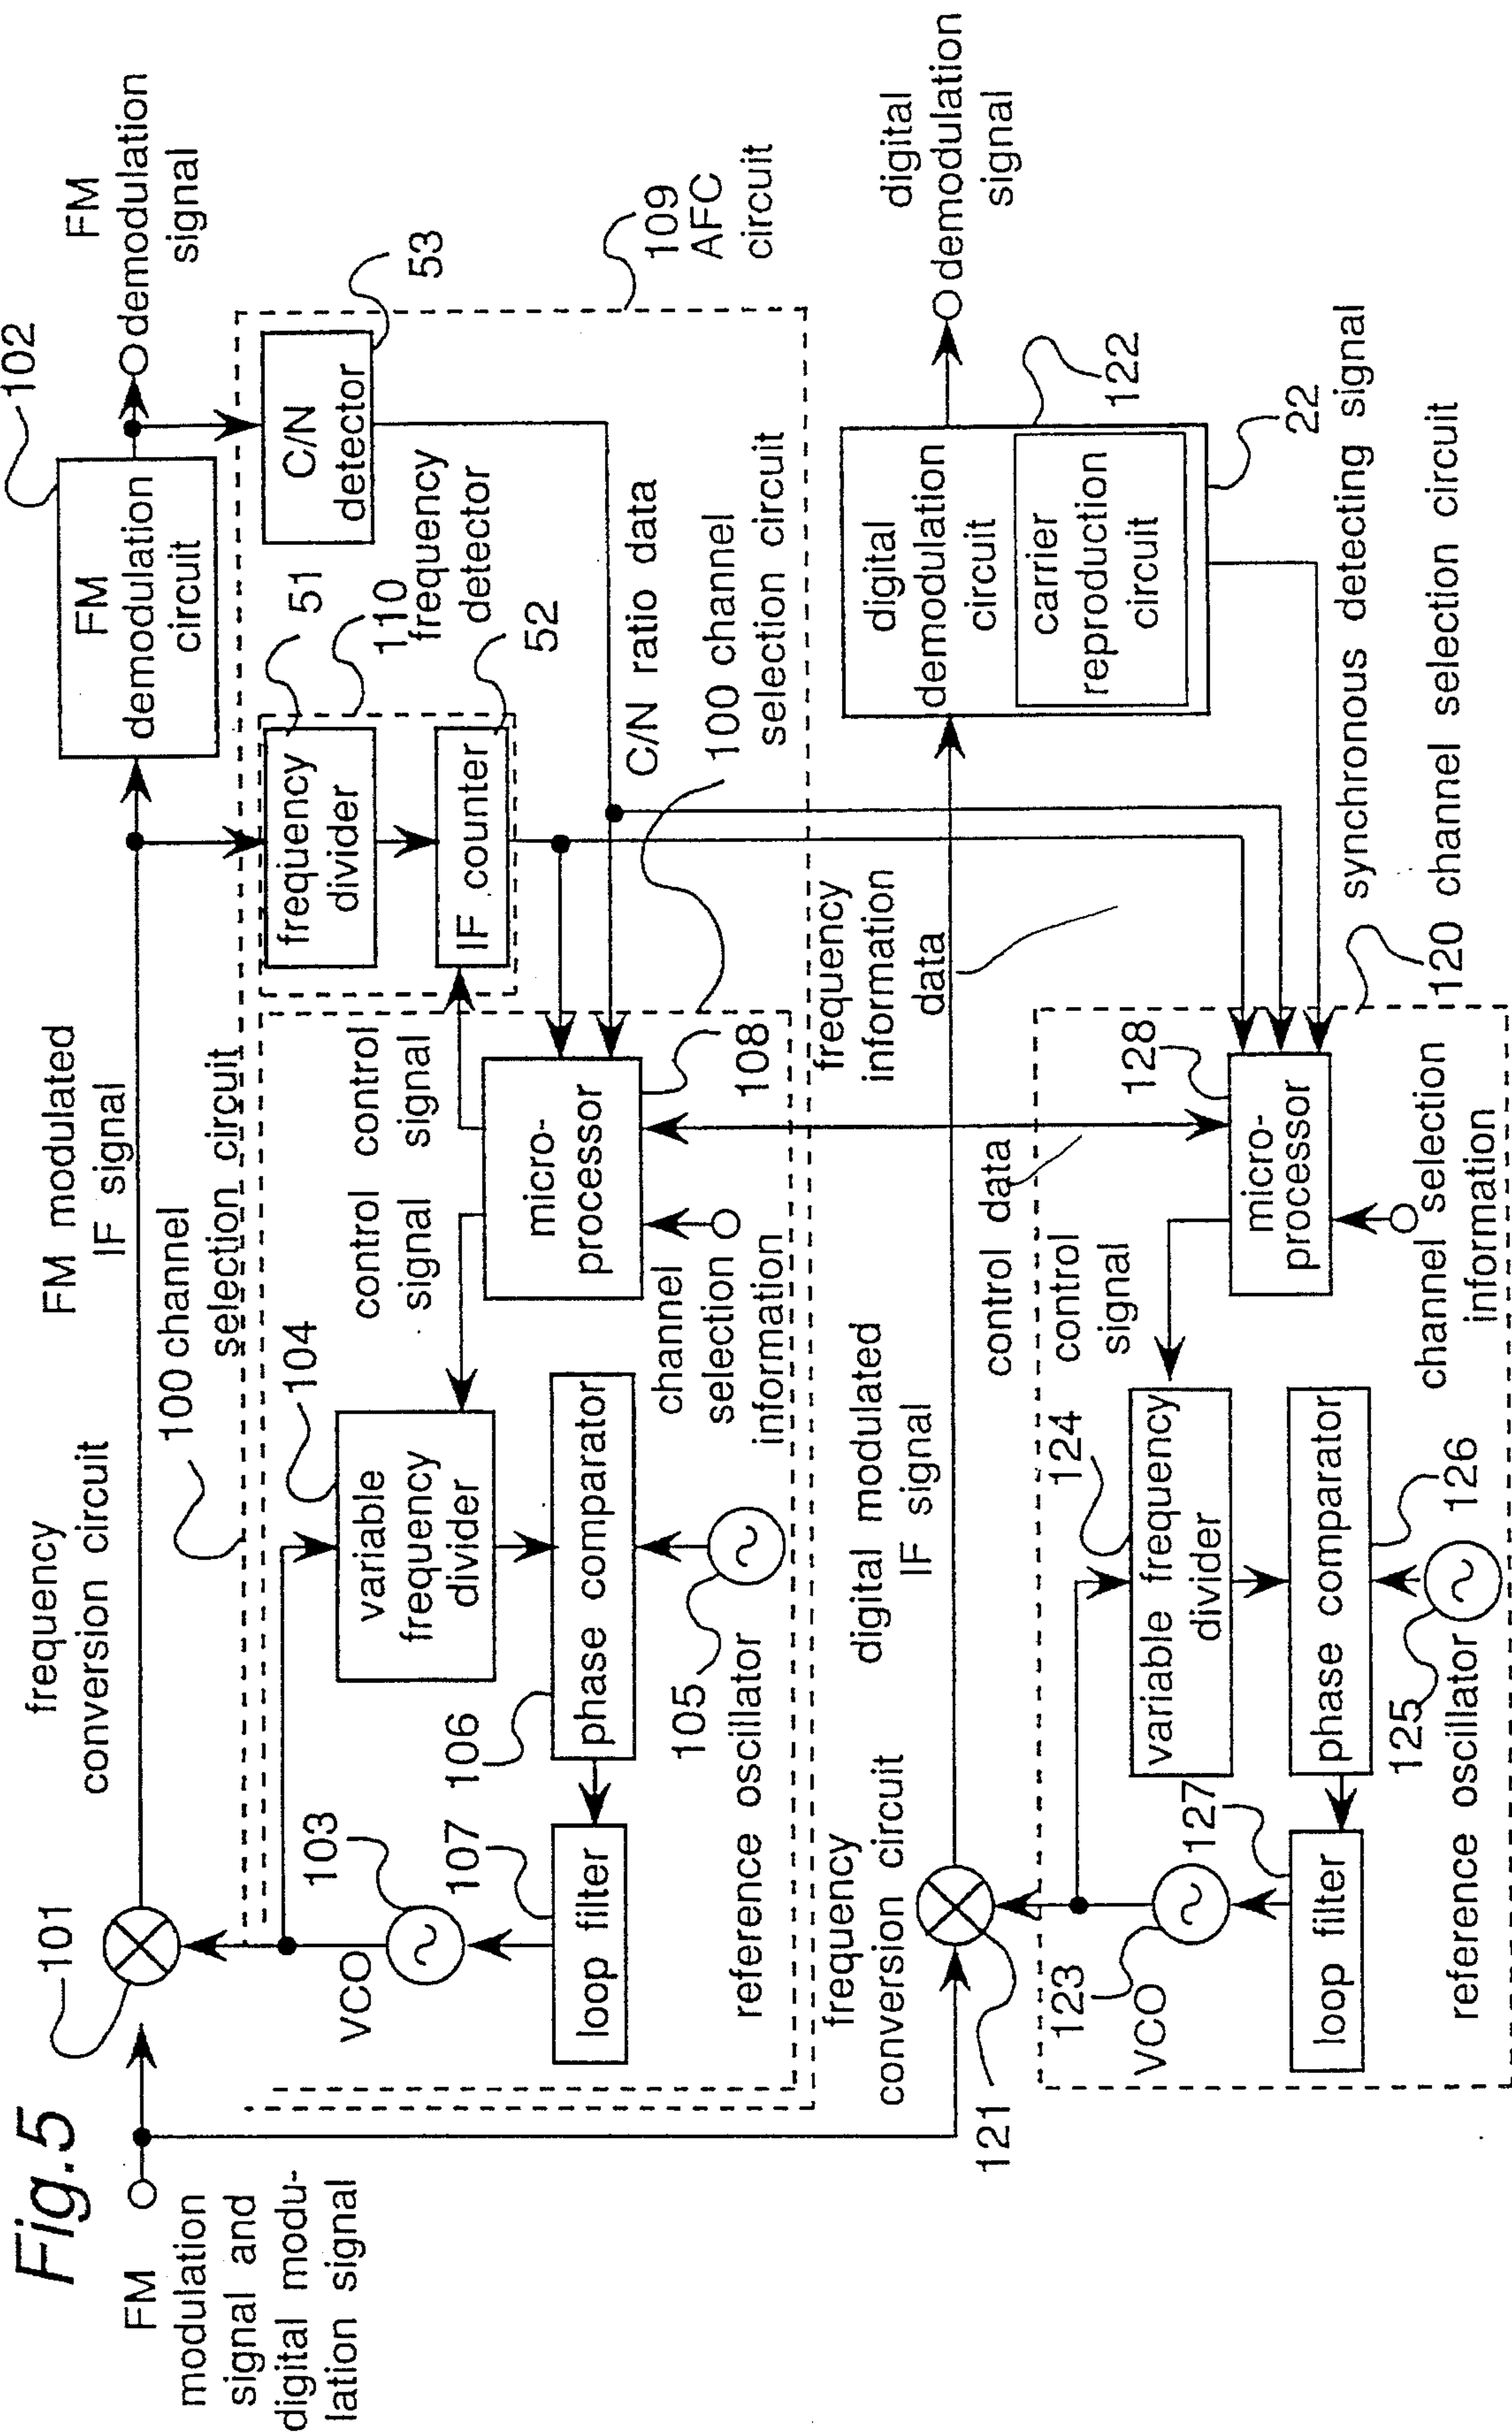 Fig.5
FM
modulation
signal and
digital modu-
lation signal
101
frequency
conversion circuit
FM modulated
IF signal
102
FM
demodulation
circuit
FM
demodulation
signal
100 channel
selection circuit
103
VCO
104
variable
frequency
divider
control
signal
control
signal
frequency
divider
51
110
frequency
detector
IF counter
52
C/N
detector
53
109
AFC
circuit
107
loop filter
106
phase comparator
105
reference oscillator
micro-
processor
108
channel
selection
information
C/N ratio data
100 channel
selection circuit
frequency
conversion circuit
121
digital modulated
IF signal
frequency
information
data
control data
digital
demodulation
circuit
carrier
reproduction
circuit
122
22
digital
demodulation
signal
123
VCO
127
loop filter
124
variable frequency
divider
control
signal
phase comparator
126
125
reference oscillator
128
micro-
processor
channel selection
information
synchronous detecting signal
120 channel selection circuit